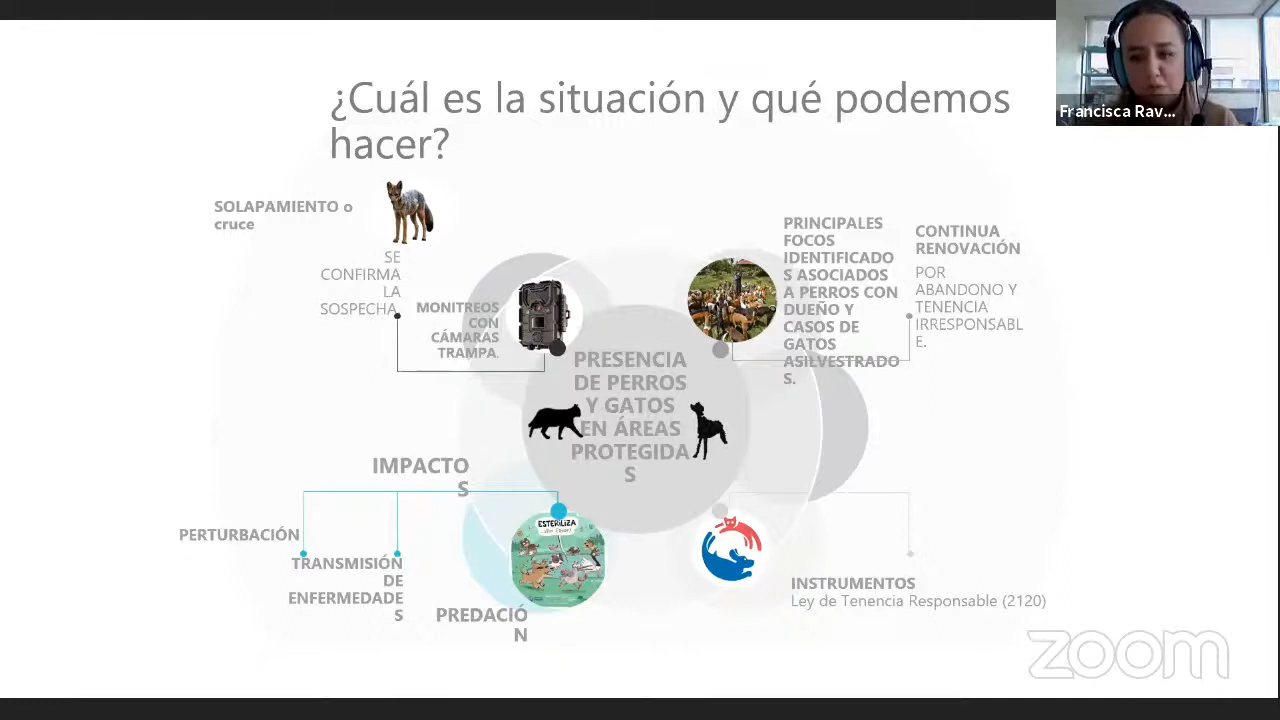 ¿Cuál es la situación y qué podemos
hacer?
Francisca Rav...
SOLAPAMIENTO o
cruce
SE
CONFIRMA
LA
SOSPECHA.
MONITREOS
CON
CÁMARAS
TRAMPA.
PRINCIPALES
FOCOS
IDENTIFICADO
S ASOCIADOS
A PERROS CON
DUEÑO Y
CASOS DE
GATOS
ASILVESTRADO
S.
CONTINUA
RENOVACIÓN
POR
ABANDONO Y
TENENCIA
IRRESPONSABL
E.
PRESENCIA
DE PERROS
Y GATOS
EN ÁREAS
PROTEGIDA
S
IMPACTO
S
PERTURBACIÓN
TRANSMISIÓN
DE
ENFERMEDADE
S
PREDACIÓ
N
ESTERILIZA
INSTRUMENTOS
Ley de Tenencia Responsable (2120)
zoom